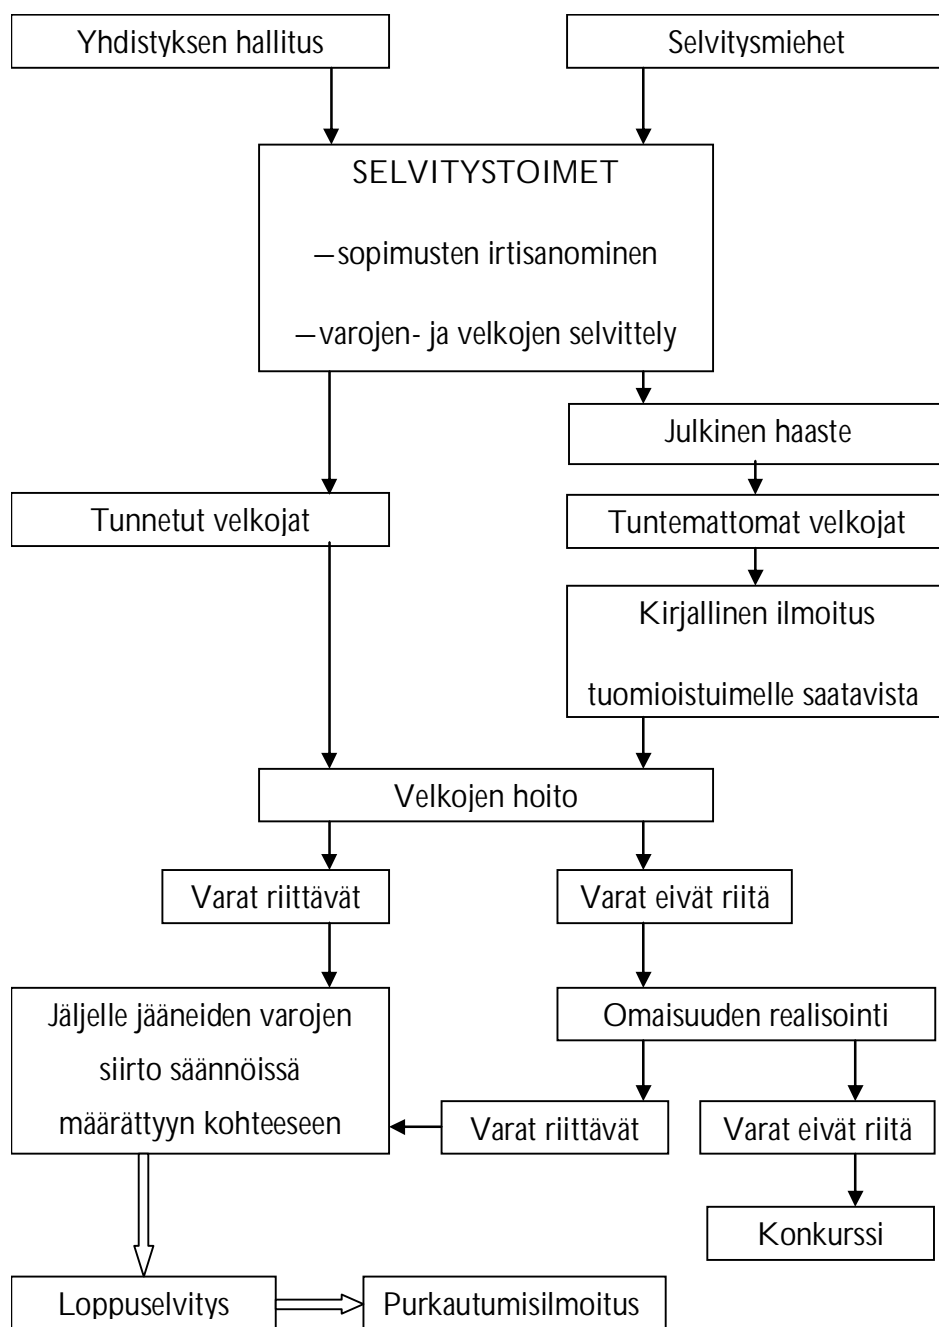 Yhdistyksen hallitus
Selvitysmiehet
SELVITYSTOIMET
–sopimusten irtisanominen
–varojen- ja velkojen selvittely
Julkinen haaste
Tunnetut velkojat
Tuntemattomat velkojat
Kirjallinen ilmoitus
tuomioistuimelle saatavista
Velkojen hoito
Varat riittävät
Varat eivät riitä
Jäljelle jääneiden varojen
siirto säännöissä
määrättyyn kohteeseen
Omaisuuden realisointi
Varat riittävät
Varat eivät riitä
Konkurssi
Loppuselvitys
Purkautumisilmoitus